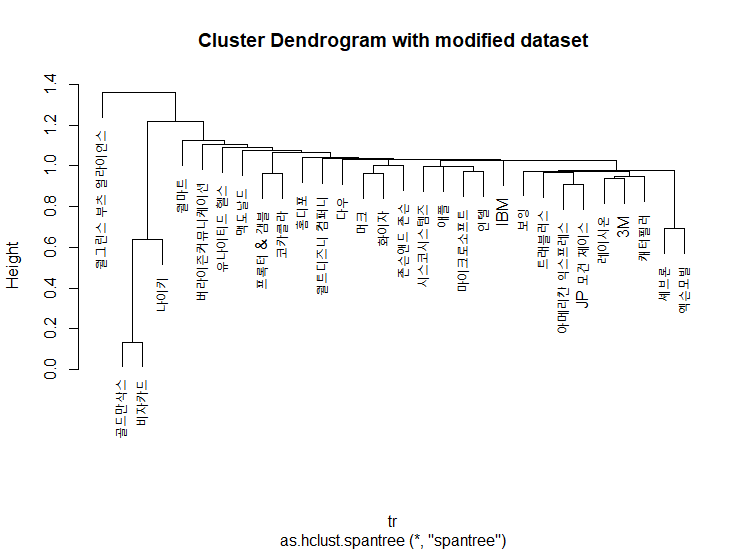 Cluster Dendrogram with modified dataset
Height
1.4
1.2
1.0
0.8
0.6
0.4
0.2
0.0
월그린스 부츠 얼라이언스
골드만삭스
비자카드
나이키
월마트
버라이즌커뮤니케이션
유나이티드 헬스
맥도날드
프록터 & 갬블
코카콜라
홈디포
월트디즈니 컴퍼니
다우
머크
화이자
존슨앤드 존슨
시스코시스템즈
애플
마이크로소프트
인텔
IBM
보잉
트래블러스
아메리칸 익스프레스
JP 모건 체이스
레이시온
3M
캐터필러
셰브론
엑슨모빌
tr
as.hclust.spantree (*, "spantree")